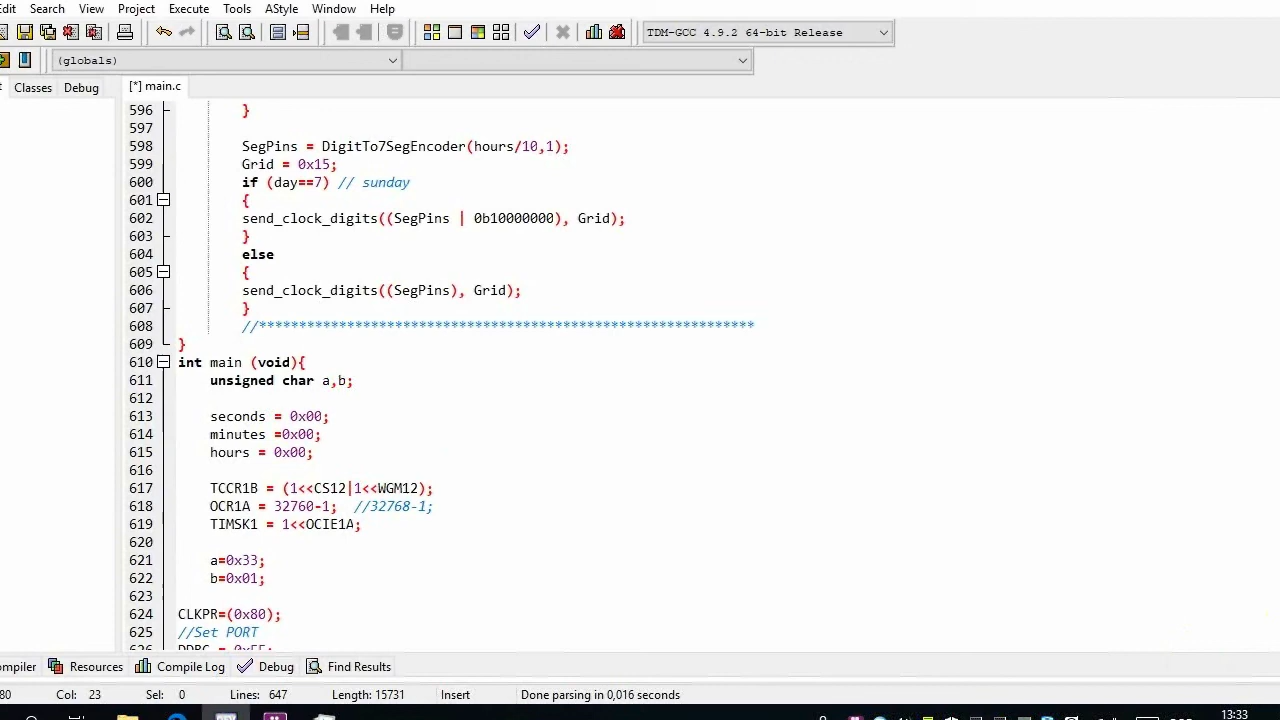 Edit Search View Project Execute Tools AStyle Window Help
TDM-GCC 4.9.2 64-bit Release
(globals)
Classes Debug [*] main.c
596 }
597
598 SegPins = DigitTo7SegEncoder(hours/10,1);
599 Grid = 0x15;
600 if (day==7) // sunday
601 {
602 send_clock_digits((SegPins | 0b10000000), Grid);
603 }
604 else
605 {
606 send_clock_digits((SegPins), Grid);
607 }
608 //**************************************************************
609 }
610 int main (void){
611 unsigned char a,b;
612
613 seconds = 0x00;
614 minutes =0x00;
615 hours = 0x00;
616
617 TCCR1B = (1<<CS12|1<<WGM12);
618 OCR1A = 32760-1; //32768-1;
619 TIMSK1 = 1<<OCIE1A;
620
621 a=0x33;
622 b=0x01;
623
624 CLKPR=(0x80);
625 //Set PORT
ompiler Resources Compile Log Debug Find Results
80 Col: 23 Sel: 0 Lines: 647 Length: 15731 Insert Done parsing in 0,016 seconds
13:33